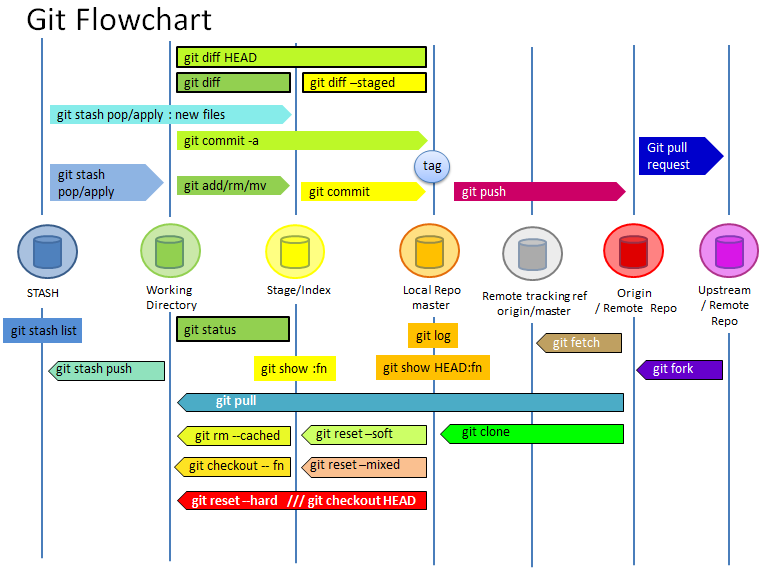 Git Flowchart
git diff HEAD
git diff
git diff –staged
git stash pop/apply : new files
git commit -a
Git pull
request
tag
git stash
pop/apply
git add/rm/mv
git commit
git push
STASH
Working
Directory
Stage/Index
Local Repo
master
Remote tracking ref
origin/master
Origin
/ Remote Repo
Upstream
/ Remote
Repo
git stash list
git status
git log
git fetch
git stash push
git show :fn
git show HEAD:fn
git fork
git pull
git rm --cached
git reset –soft
git clone
git checkout -- fn
git reset –mixed
git reset --hard /// git checkout HEAD